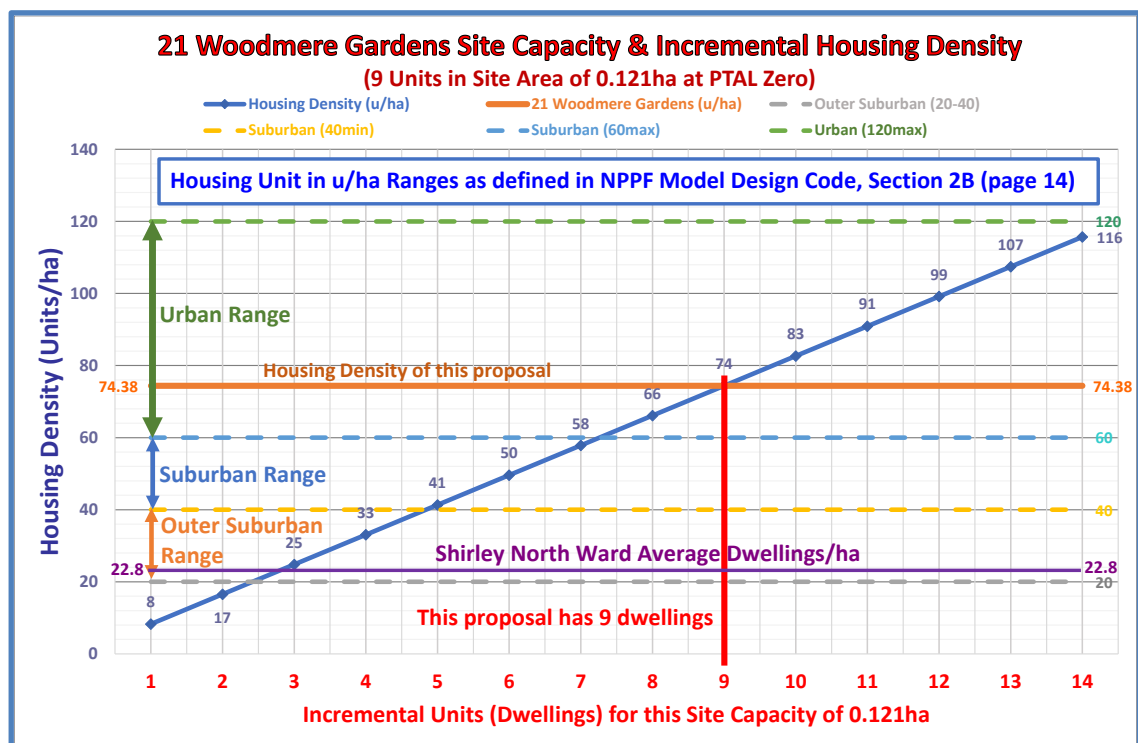 21 Woodmere Gardens Site Capacity & Incremental Housing Density
(9 Units in Site Area of 0.121ha at PTAL Zero)
Housing Density (u/ha)
21 Woodmere Gardens (u/ha)
Outer Suburban (20-40)
Suburban (40min)
Suburban (60max)
Urban (120max)
Housing Unit in u/ha Ranges as defined in NPPF Model Design Code, Section 2B (page 14)
Housing Density (Units/ha)
140
120
100
80
60
40
20
0
74.38
22.8
Urban Range
Suburban Range
Outer Suburban
Range
Housing Density of this proposal
Shirley North Ward Average Dwellings/ha
This proposal has 9 dwellings
8
17
25
33
41
50
58
66
74
83
91
99
107
116
120
74.38
60
40
22.8
20
1
2
3
4
5
6
7
8
9
10
11
12
13
14
Incremental Units (Dwellings) for this Site Capacity of 0.121ha